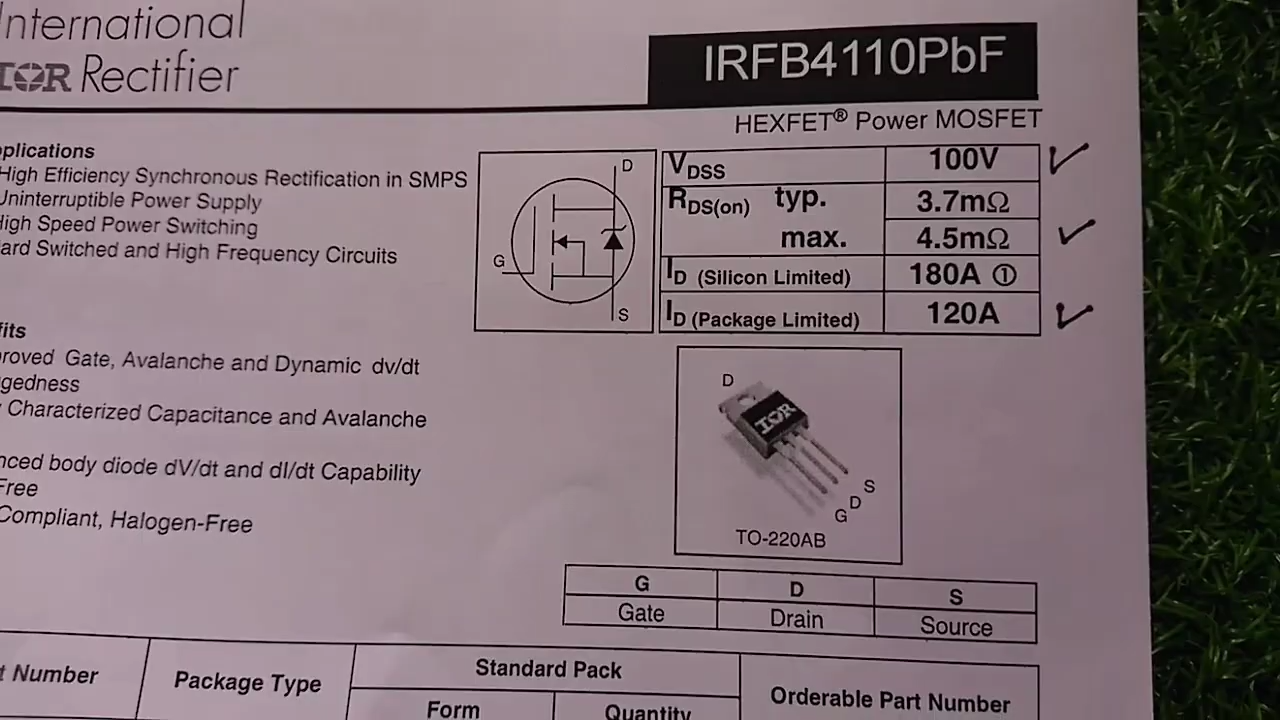 International
IOR Rectifier
IRFB4110PbF
HEXFET® Power MOSFET
plications
High Efficiency Synchronous Rectification in SMPS
Uninterruptible Power Supply
High Speed Power Switching
ard Switched and High Frequency Circuits
D
G
S
VDSS 100V
RDS(on) typ. 3.7mΩ
max. 4.5mΩ
ID (Silicon Limited) 180A ①
ID (Package Limited) 120A
fits
roved Gate, Avalanche and Dynamic dv/dt
gedness
Characterized Capacitance and Avalanche
nced body diode dV/dt and dI/dt Capability
Free
Compliant, Halogen-Free
D
IOR
S
D
G
TO-220AB
G D S
Gate Drain Source
t Number Package Type Standard Pack Orderable Part Number
Form Quantity